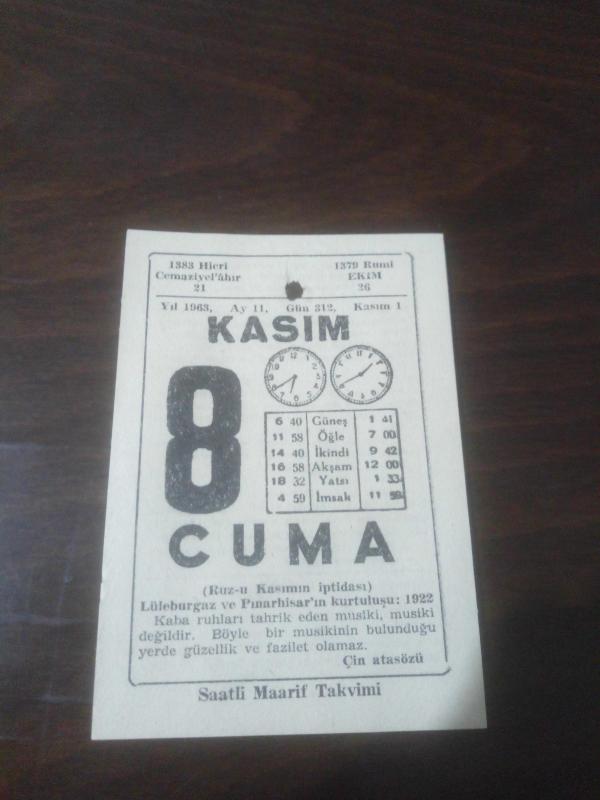 1383 Hicri
1379 Rumi
Cemaziyel'âhır
EKİM
21
26
Yıl 1963, Ay 11, Gün 312, Kasım 1
KASIM
8
6 40 Güneş 1 41
11 58 Öğle 7 00
14 40 İkindi 9 42
16 58 Akşam 12 00
18 32 Yatsı 1 33
4 59 İmsak 11 59
CUMA
(Ruz-u Kasımın iptidası)
Lüleburgaz ve Pınarhisar'ın kurtuluşu: 1922
Kaba ruhları tahrik eden musiki, musiki
değildir. Böyle bir musikinin bulunduğu
yerde güzellik ve fazilet olamaz.
Çin atasözü
Saatli Maarif Takvimi